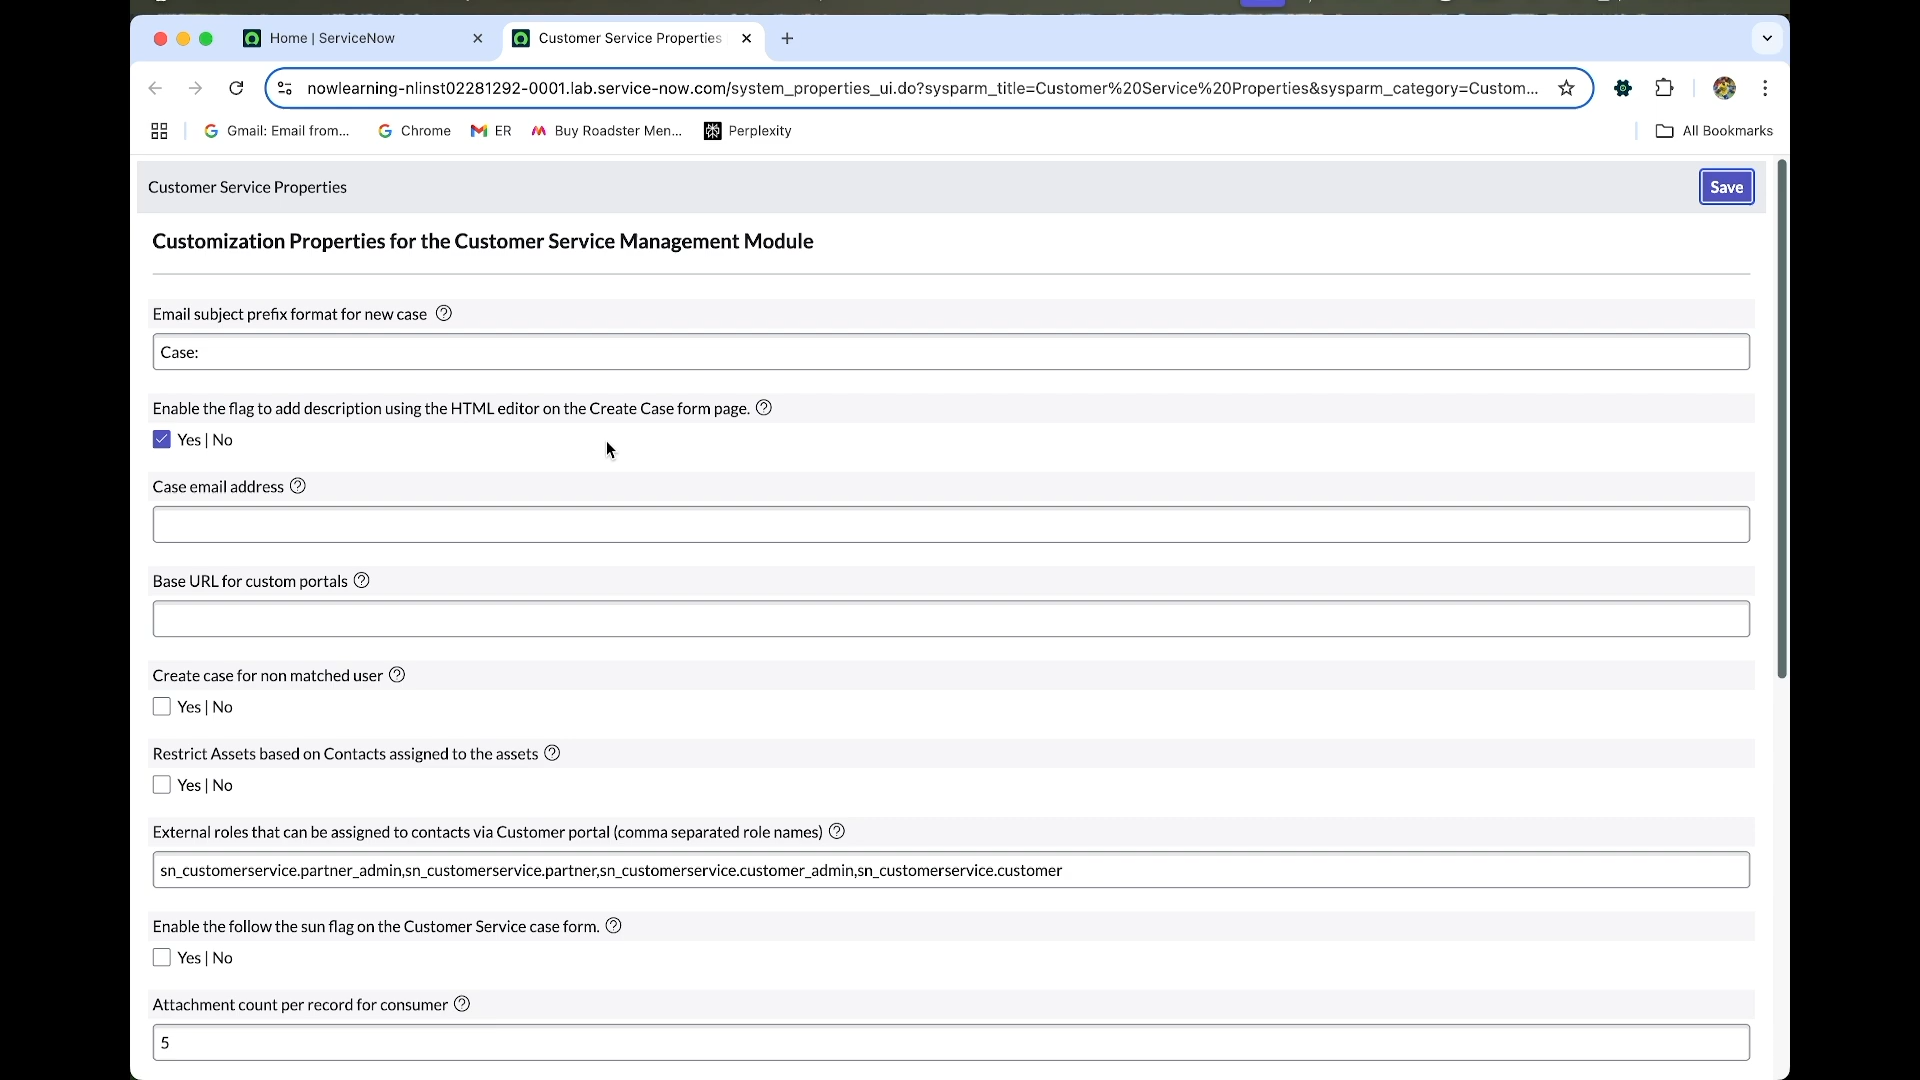 Home | ServiceNow
Customer Service Properties
nowlearning-nlinst02281292-0001.lab.service-now.com/system_properties_ui.do?sysparm_title=Customer%20Service%20Properties&sysparm_category=Custom...
Gmail: Email from... Chrome ER Buy Roadster Men... Perplexity All Bookmarks
Customer Service Properties Save
Customization Properties for the Customer Service Management Module
Email subject prefix format for new case
Case:
Enable the flag to add description using the HTML editor on the Create Case form page.
Yes | No
Case email address
Base URL for custom portals
Create case for non matched user
Yes | No
Restrict Assets based on Contacts assigned to the assets
Yes | No
External roles that can be assigned to contacts via Customer portal (comma separated role names)
sn_customerservice.partner_admin,sn_customerservice.partner,sn_customerservice.customer_admin,sn_customerservice.customer
Enable the follow the sun flag on the Customer Service case form.
Yes | No
Attachment count per record for consumer
5